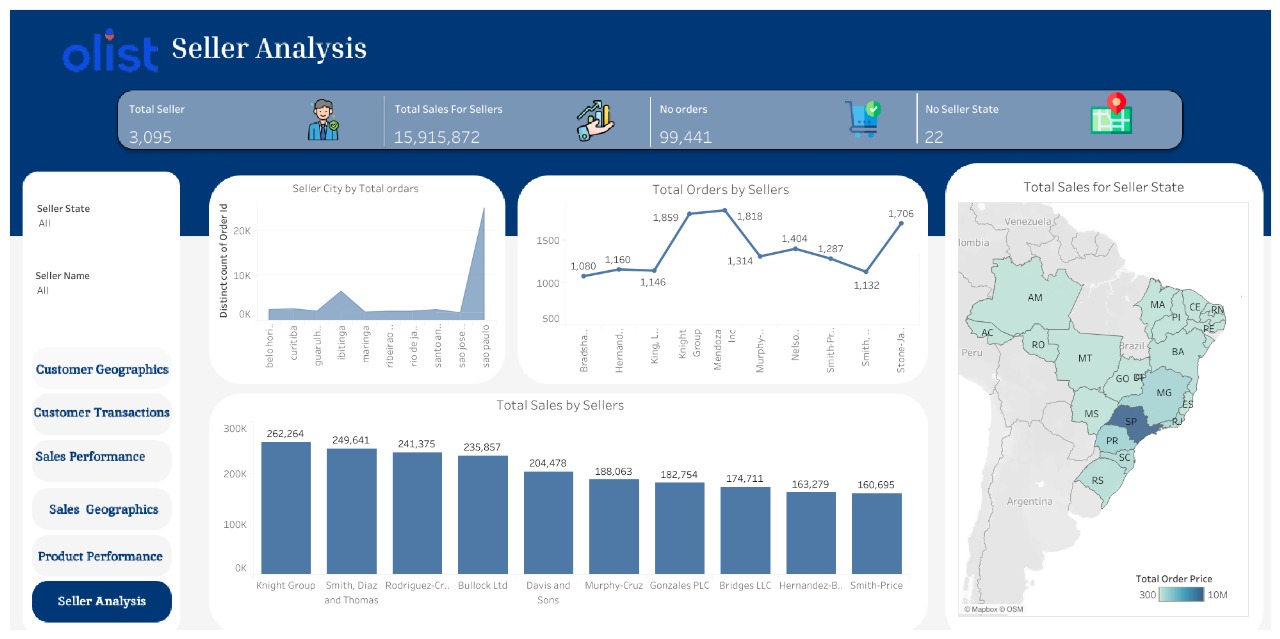 olist Seller Analysis
Total Seller
3,095
Total Sales For Sellers
15,915,872
No orders
99,441
No Seller State
22
Seller State
All
Seller Name
All
Customer Geographics
Customer Transactions
Sales Performance
Sales Geographics
Product Performance
Seller Analysis
Seller City by Total ordars
Distinct count of Order Id
20K
10K
0K
belo hori..
curitiba
guarulh..
ibitinga
maringa
ribeirao ..
rio de ja..
santo an..
sao jose ..
sao paulo
Total Orders by Sellers
1500
1000
500
1,080
1,160
1,146
1,859
1,818
1,314
1,404
1,287
1,132
1,706
Bradsha..
Hernand..
King, L..
Knight
Group
Mendoza
Inc
Murphy-..
Nelso..
Smith-Pr..
Smith, ..
Stone-Ja..
Total Sales by Sellers
300K
200K
100K
0K
262,264
249,641
241,375
235,857
204,478
188,063
182,754
174,711
163,279
160,695
Knight Group
Smith, Diaz
and Thomas
Rodriguez-Cr..
Bullock Ltd
Davis and
Sons
Murphy-Cruz
Gonzales PLC
Bridges LLC
Hernandez-B..
Smith-Price
Total Sales for Seller State
Venezuela
lombia
AM
MA
CE
RN
PI
PE
AC
RO
Peru
Brazil
MT
BA
GO
DF
MG
ES
MS
SP
RJ
PR
SC
RS
Argentina
Total Order Price
300
10M
© Mapbox © OSM